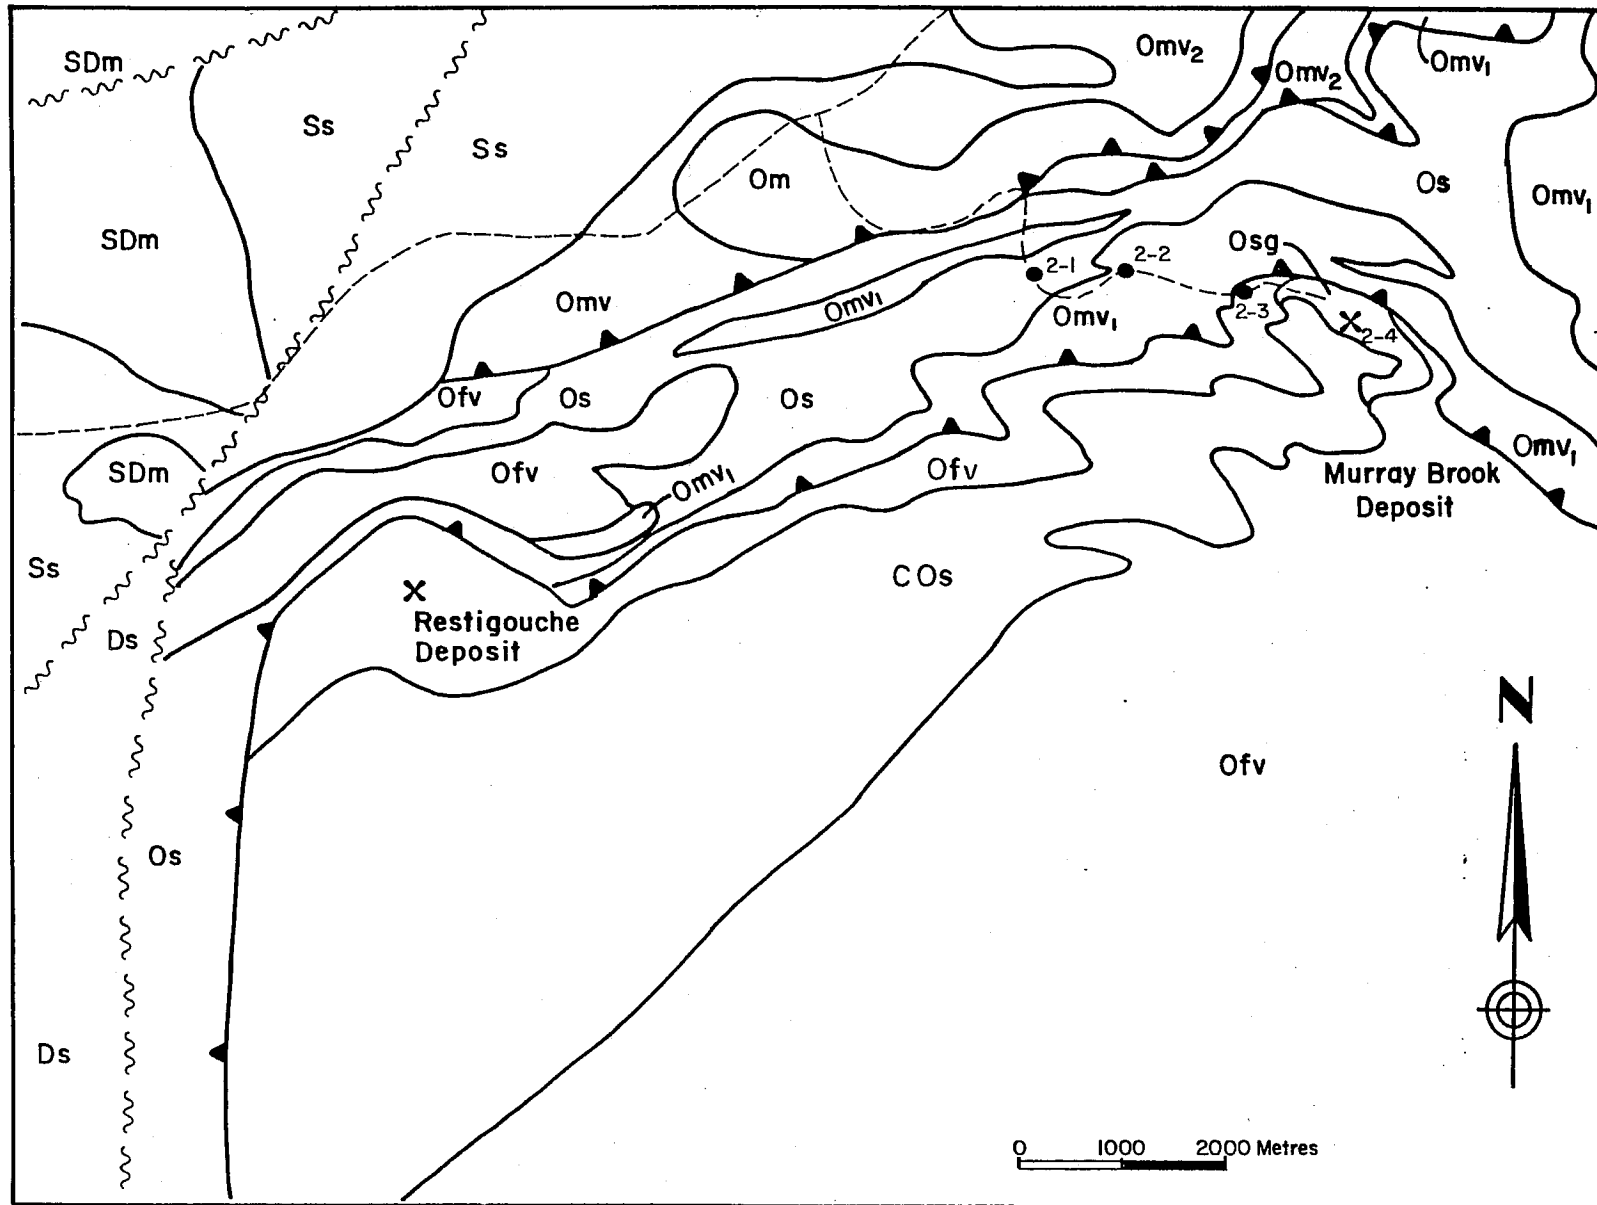 SDm
Ss
Ss
SDm
Omv₂
Omv₂
Omv₁
Om
Os
Omv₁
Osg
2-1
2-2
2-3
2-4
Omv
Omv₁
Omv₁
Ofv
Os
Os
SDm
Ofv
Omv₁
Ofv
Omv₁
Murray Brook
Deposit
Ss
COs
Restigouche
Deposit
Ds
N
Ofv
Os
Ds
0 1000 2000 Metres